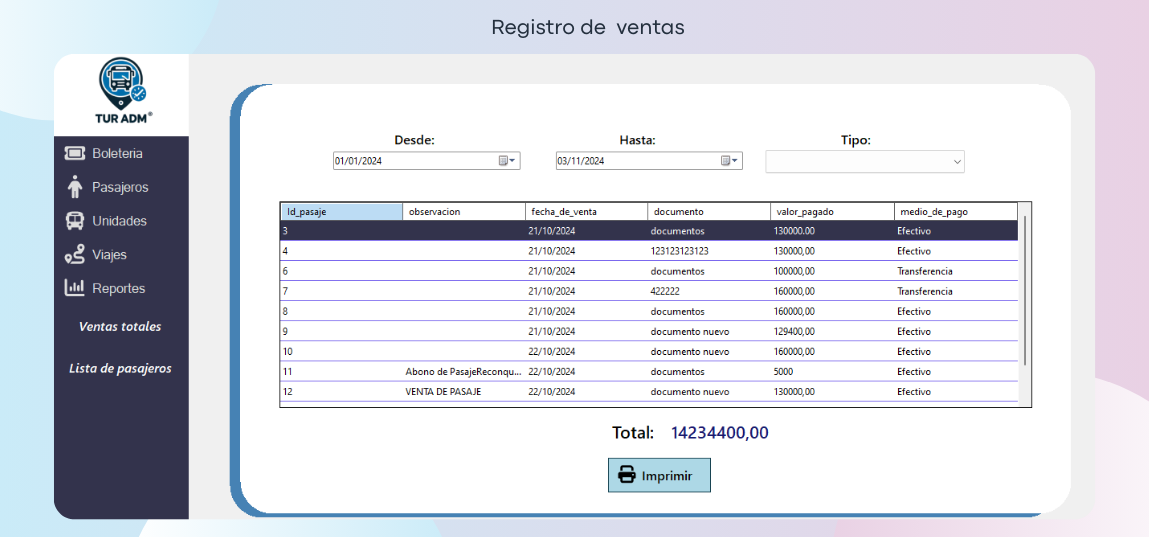 Registro de ventas
TUR ADM®
Boleteria
Pasajeros
Unidades
Viajes
Reportes
Ventas totales
Lista de pasajeros
Desde: Hasta: Tipo:
01/01/2024 03/11/2024
Id_pasaje observacion fecha_de_venta documento valor_pagado medio_de_pago
3 21/10/2024 documentos 130000.00 Efectivo
4 21/10/2024 123123123123 130000,00 Efectivo
6 21/10/2024 documentos 100000,00 Transferencia
7 21/10/2024 422222 160000,00 Transferencia
8 21/10/2024 documentos 160000,00 Efectivo
9 21/10/2024 documento nuevo 129400,00 Efectivo
10 22/10/2024 documento nuevo 160000,00 Efectivo
11 Abono de PasajeReconqu... 22/10/2024 documentos 5000 Efectivo
12 VENTA DE PASAJE 22/10/2024 documento nuevo 130000,00 Efectivo
Total: 14234400,00
Imprimir